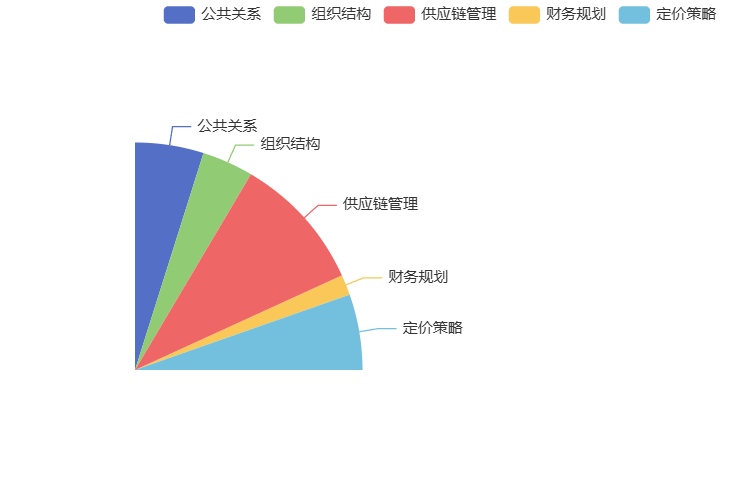 公共关系 组织结构 供应链管理 财务规划 定价策略
公共关系
组织结构
供应链管理
财务规划
定价策略